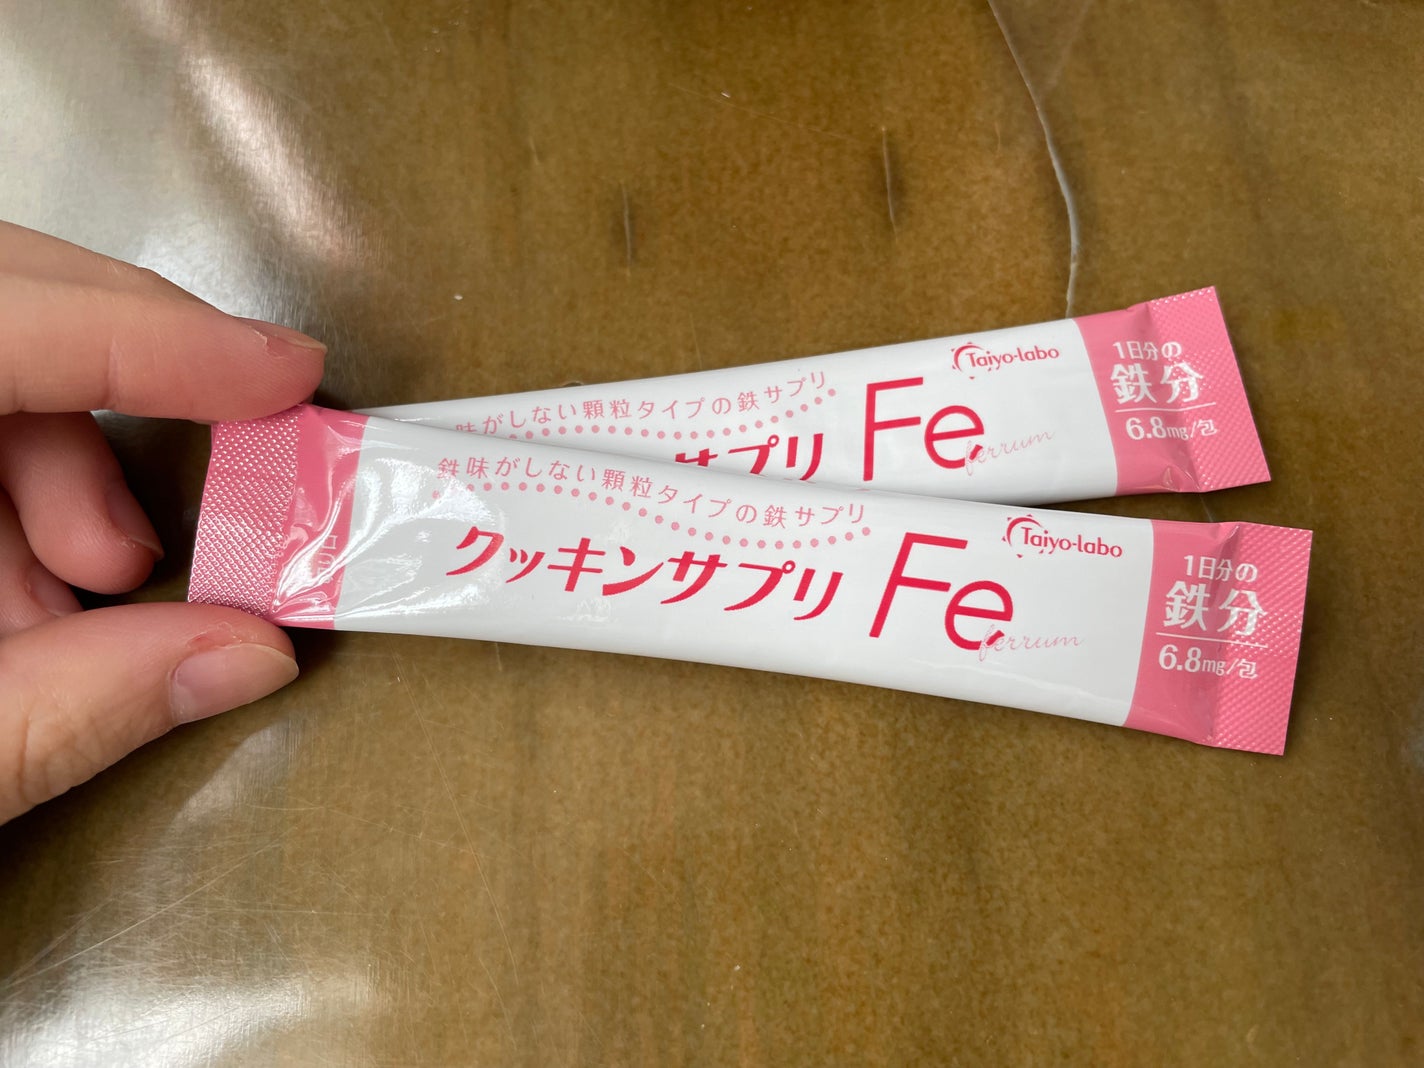 味がしない顆粒タイプの鉄サプリ
サプリ Fe
ferrum
Taiyo-labo
1日分の
鉄分
6.8mg/包
鉄味がしない顆粒タイプの鉄サプリ
クッキンサプリ Fe
ferrum
Taiyo-labo
1日分の
鉄分
6.8mg/包